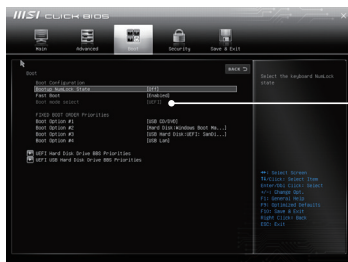 MSI CLICK BIOS
Main
Advanced
Boot
Security
Save & Exit
BACK
Boot
Boot Configuration
Bootup NumLock State [Off]
Fast Boot [Enabled]
Boot mode select [UEFI]
FIXED BOOT ORDER Priorities
Boot Option #1 [USB CD/DVD]
Boot Option #2 [Hard Disk:Windows Boot Ma...]
Boot Option #3 [USB Hard Disk:UEFI: SanDi...]
Boot Option #4 [USB Lan]
UEFI Hard Disk Drive BBS Priorities
UEFI USB Hard Disk Drive BBS Priorities
Select the keyboard NumLock
state
: Select Screen
/Click: Select Item
Enter/Dbl Click: Select
+/-: Change Opt.
F1: General Help
F9: Optimized Defaults
F10: Save & Exit
Right Click: Back
ESC: Exit